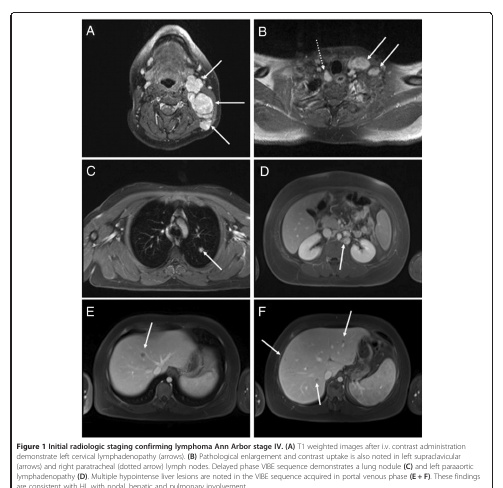 A
B
C
D
E
F
Figure 1 Initial radiologic staging confirming lymphoma Ann Arbor stage IV. (A) T1 weighted images after i.v. contrast administration
demonstrate left cervical lymphadenopathy (arrows). (B) Pathological enlargement and contrast uptake is also noted in left supraclavicular
(arrows) and right paratracheal (dotted arrow) lymph nodes. Delayed phase VIBE sequence demonstrates a lung nodule (C) and left paraaortic
lymphadenopathy (D). Multiple hypointense liver lesions are noted in the VIBE sequence acquired in portal venous phase (E + F). These findings
are consistent with HL with nodal, hepatic and pulmonary involvement.